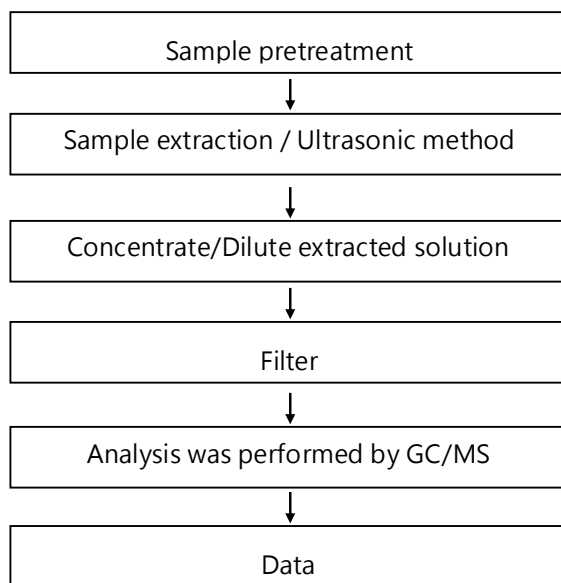 Sample pretreatment
Sample extraction / Ultrasonic method
Concentrate/Dilute extracted solution
Filter
Analysis was performed by GC/MS
Data